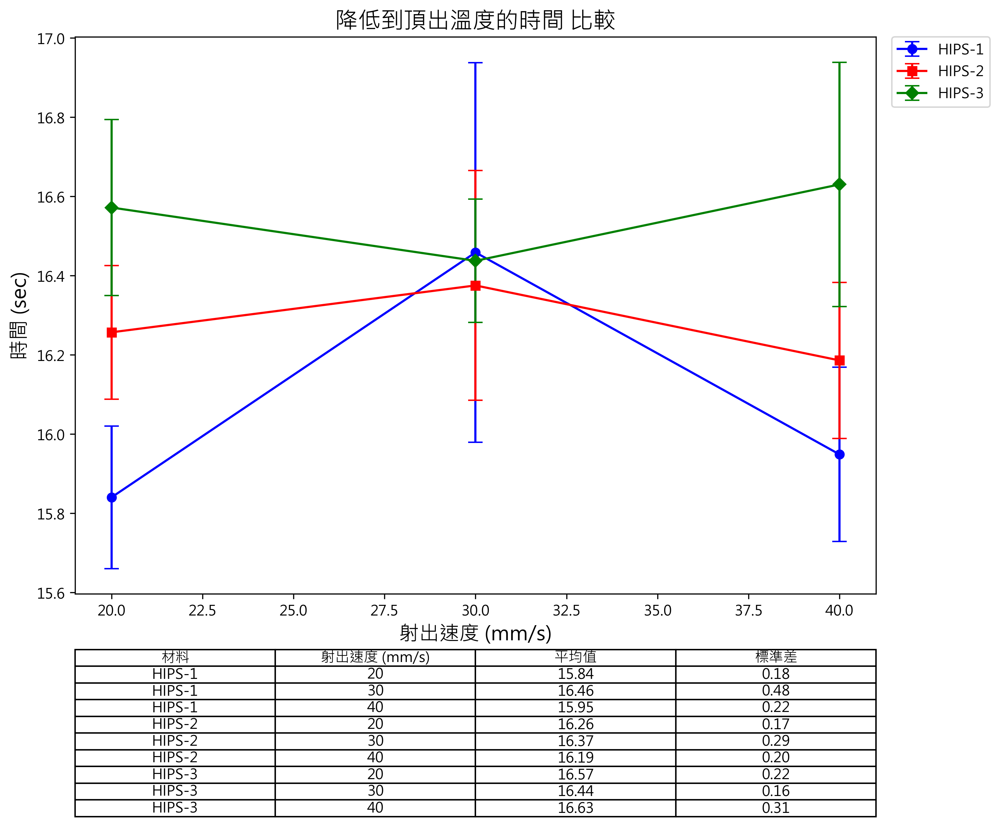 降低到頂出溫度的時間 比較
17.0
16.8
16.6
16.4
16.2
16.0
15.8
15.6
時間 (sec)
20.0 22.5 25.0 27.5 30.0 32.5 35.0 37.5 40.0
射出速度 (mm/s)
HIPS-1
HIPS-2
HIPS-3
材料 射出速度 (mm/s) 平均值 標準差
HIPS-1 20 15.84 0.18
HIPS-1 30 16.46 0.48
HIPS-1 40 15.95 0.22
HIPS-2 20 16.26 0.17
HIPS-2 30 16.37 0.29
HIPS-2 40 16.19 0.20
HIPS-3 20 16.57 0.22
HIPS-3 30 16.44 0.16
HIPS-3 40 16.63 0.31